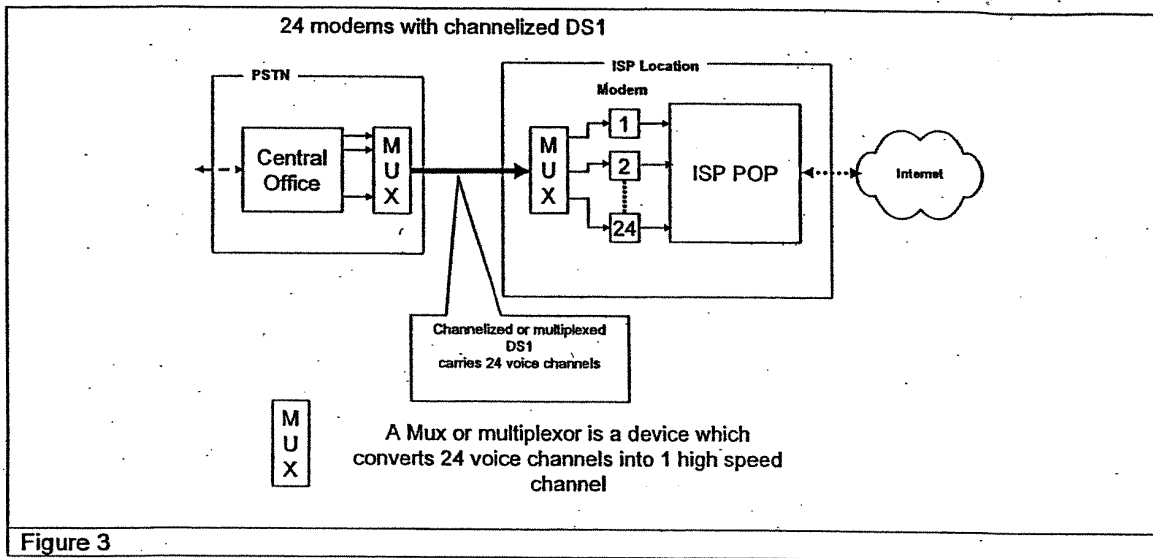 24 modems with channelized DS1
PSTN
Central
Office
M
U
X
ISP Location
Modem
M
U
X
1
2
24
ISP POP
Internet
Channelized or multiplexed
DS1
carries 24 voice channels
M
U
X
A Mux or multiplexor is a device which
converts 24 voice channels into 1 high speed
channel
Figure 3